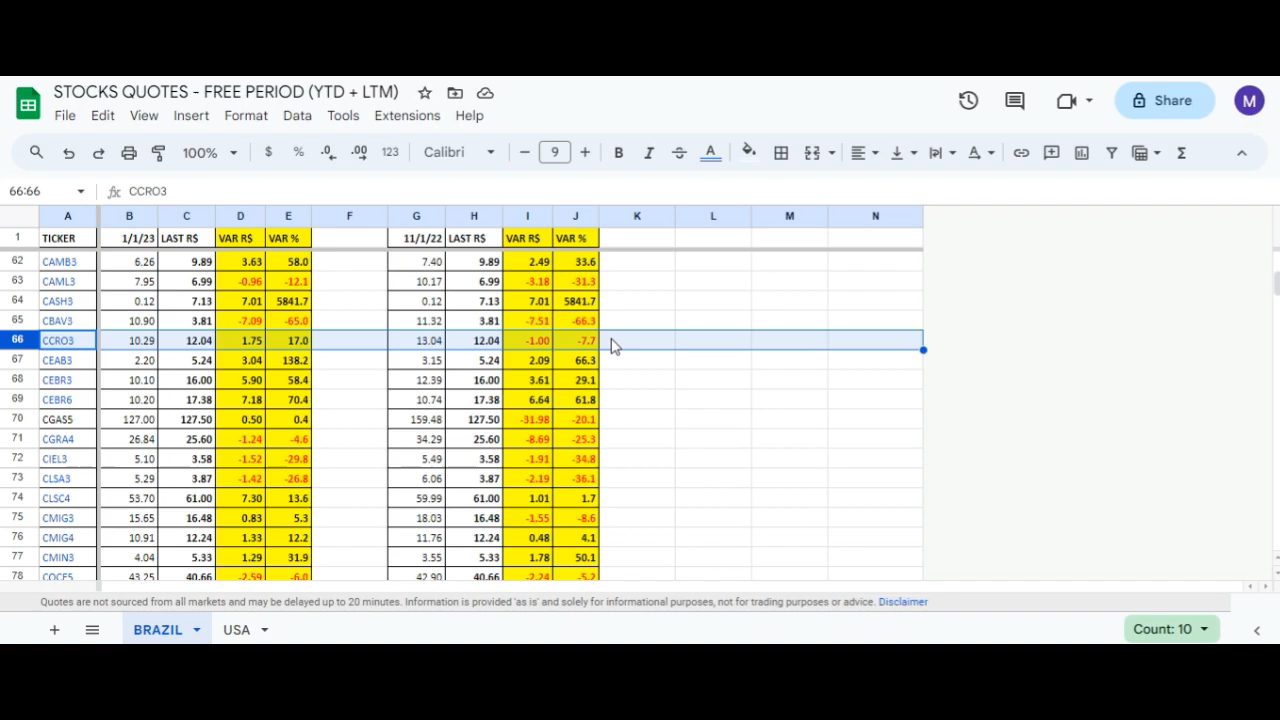 STOCKS QUOTES - FREE PERIOD (YTD + LTM)
M
Share
File Edit View Insert Format Data Tools Extensions Help
100% $ % .0 .00 123 Calibri − 9 + B I S A Σ
66:66 fx CCRO3
A B C D E F G H I J K L M N
1 TICKER 1/1/23 LAST R$ VAR R$ VAR % 11/1/22 LAST R$ VAR R$ VAR %
62 CAMB3 6.26 9.89 3.63 58.0 7.40 9.89 2.49 33.6
63 CAML3 7.95 6.99 -0.96 -12.1 10.17 6.99 -3.18 -31.3
64 CASH3 0.12 7.13 7.01 5841.7 0.12 7.13 7.01 5841.7
65 CBAV3 10.90 3.81 -7.09 -65.0 11.32 3.81 -7.51 -66.3
66 CCRO3 10.29 12.04 1.75 17.0 13.04 12.04 -1.00 -7.7
67 CEAB3 2.20 5.24 3.04 138.2 3.15 5.24 2.09 66.3
68 CEBR3 10.10 16.00 5.90 58.4 12.39 16.00 3.61 29.1
69 CEBR6 10.20 17.38 7.18 70.4 10.74 17.38 6.64 61.8
70 CGAS5 127.00 127.50 0.50 0.4 159.48 127.50 -31.98 -20.1
71 CGRA4 26.84 25.60 -1.24 -4.6 34.29 25.60 -8.69 -25.3
72 CIEL3 5.10 3.58 -1.52 -29.8 5.49 3.58 -1.91 -34.8
73 CLSA3 5.29 3.87 -1.42 -26.8 6.06 3.87 -2.19 -36.1
74 CLSC4 53.70 61.00 7.30 13.6 59.99 61.00 1.01 1.7
75 CMIG3 15.65 16.48 0.83 5.3 18.03 16.48 -1.55 -8.6
76 CMIG4 10.91 12.24 1.33 12.2 11.76 12.24 0.48 4.1
77 CMIN3 4.04 5.33 1.29 31.9 3.55 5.33 1.78 50.1
78 COCE5 43.25 40.66 -2.59 -6.0 42.90 40.66 -2.24 -5.2
Quotes are not sourced from all markets and may be delayed up to 20 minutes. Information is provided 'as is' and solely for informational purposes, not for trading purposes or advice. Disclaimer
+ BRAZIL USA Count: 10